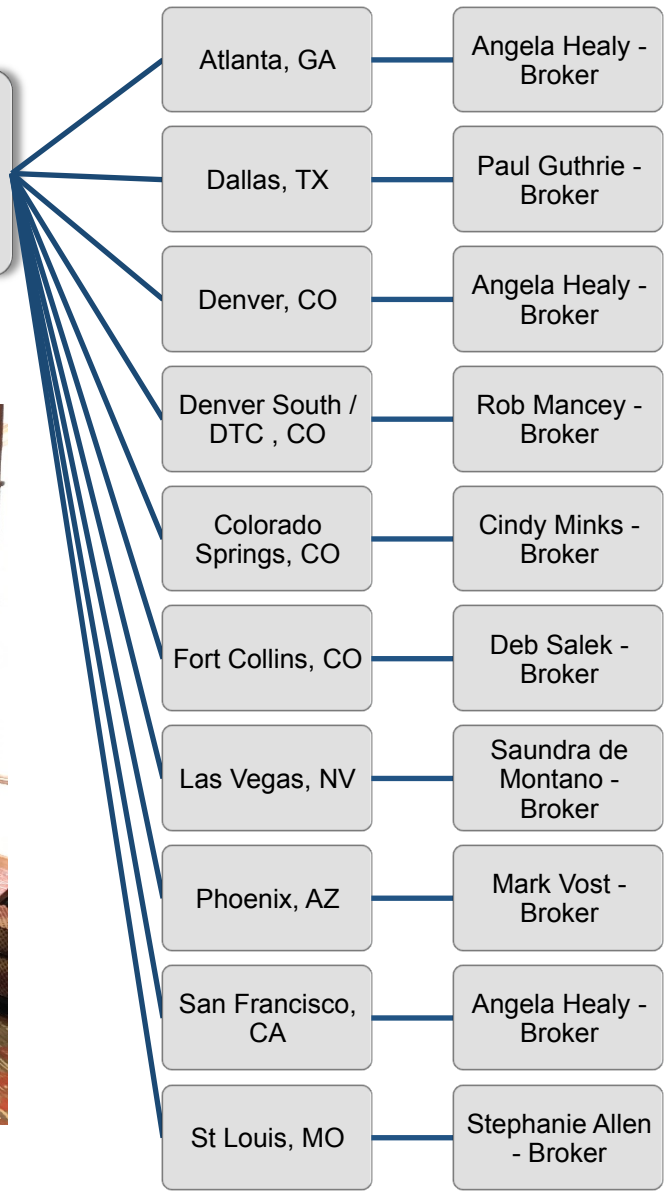 Atlanta, GA
Angela Healy -
Broker
Dallas, TX
Paul Guthrie -
Broker
Denver, CO
Angela Healy -
Broker
Denver South /
DTC , CO
Rob Mancey -
Broker
Colorado
Springs, CO
Cindy Minks -
Broker
Fort Collins, CO
Deb Salek -
Broker
Las Vegas, NV
Saundra de
Montano -
Broker
Phoenix, AZ
Mark Vost -
Broker
San Francisco,
CA
Angela Healy -
Broker
St Louis, MO
Stephanie Allen
- Broker